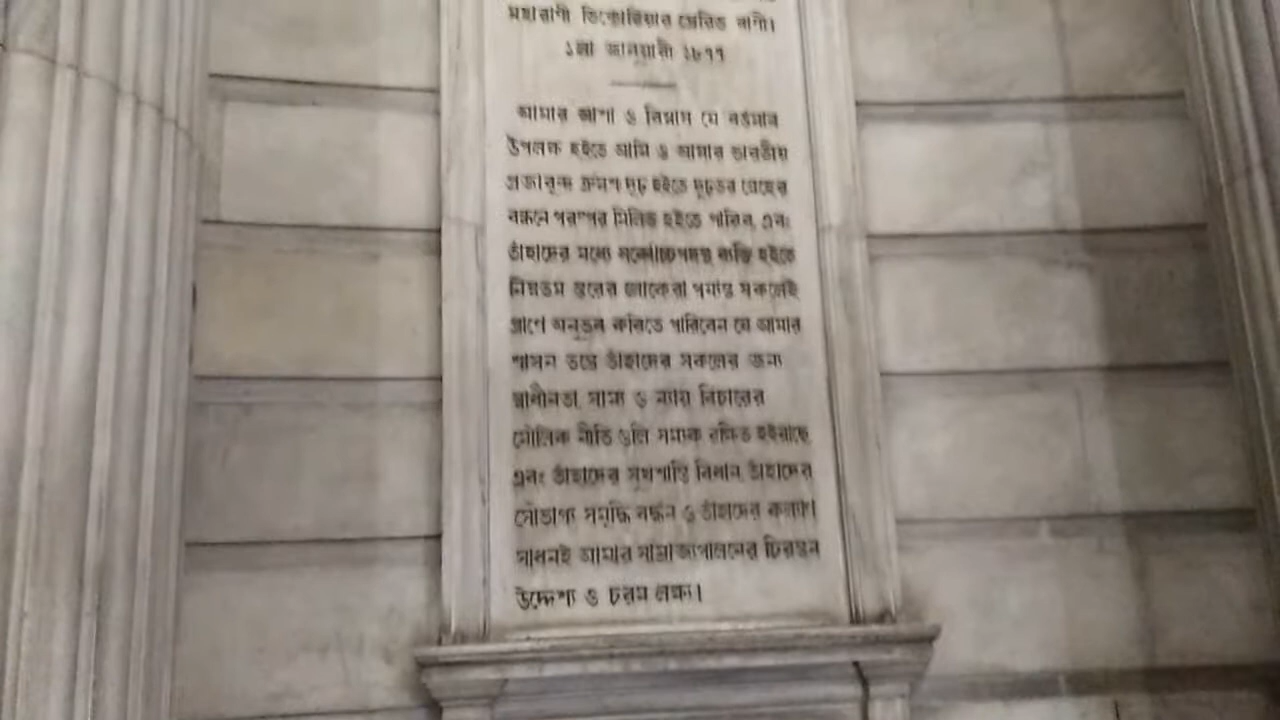 মহারাণী ভিক্টোরিয়ার প্রেরিত বাণী।
১লা জানুয়ারী ১৮৭৭
আমার আশা ও বিশ্বাস যে বর্ত্তমান
উপলক্ষ হইতে আমি ও আমার ভারতীয়
প্রজাবৃন্দ ক্রমশ দৃঢ় হইতে দৃঢ়তর স্নেহের
বন্ধনে পরস্পর মিলিত হইতে পারিব, এবং
তাঁহাদের মধ্যে সর্ব্বোচ্চপদস্থ ব্যক্তি হইতে
নিম্নতম স্তরের লোকেরা পর্য্যন্ত সকলেই
প্রাণে অনুভব করিতে পারিবেন যে আমার
শাসন তন্ত্রে তাঁহাদের সকলের জন্য
স্বাধীনতা, সাম্য ও ন্যায় বিচারের
মৌলিক নীতি গুলি সম্যক রক্ষিত হইয়াছে,
এবং তাঁহাদের সুখশান্তি বিধান, তাঁহাদের
সৌভাগ্য সমৃদ্ধি বর্দ্ধন ও তাঁহাদের কল্যাণ
সাধনই আমার সাম্রাজ্যপালনের চিরন্তন
উদ্দেশ্য ও চরম লক্ষ্য।